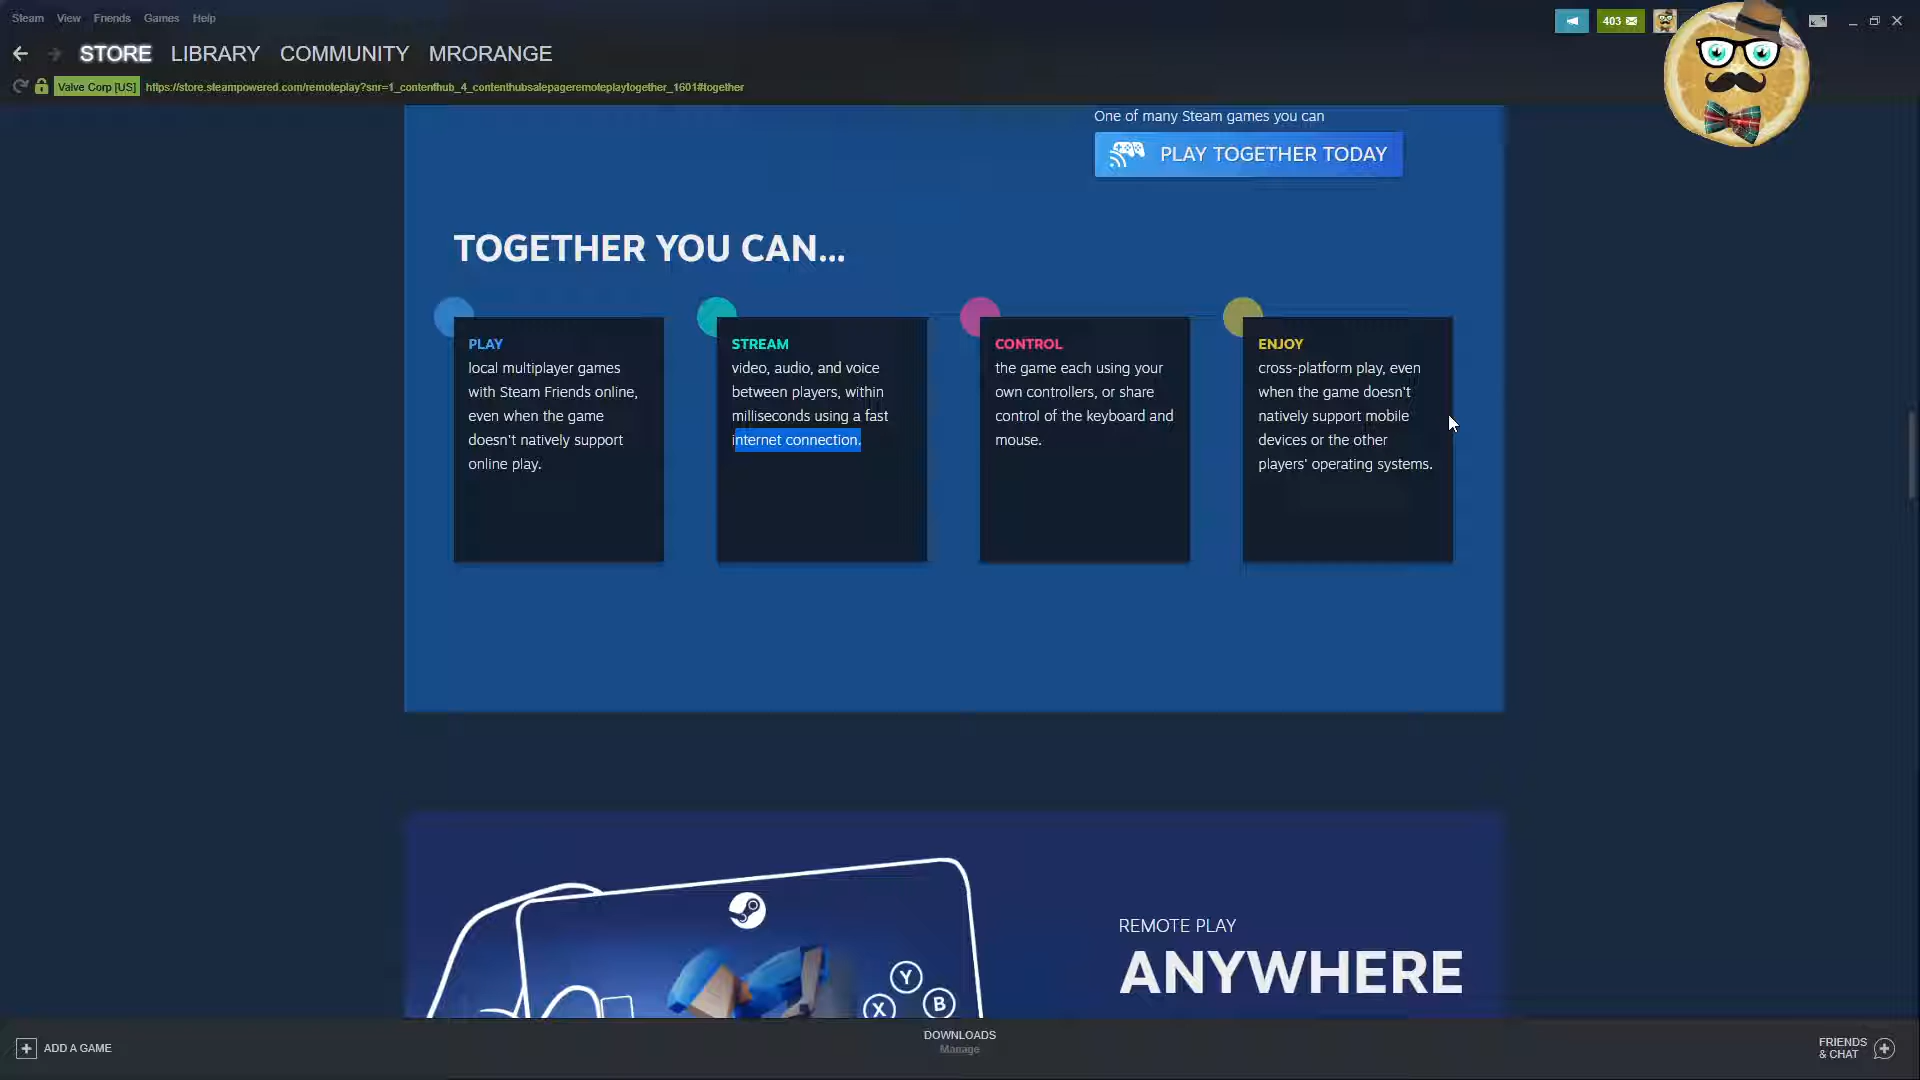 Steam View Friends Games Help
403
STORE LIBRARY COMMUNITY MRORANGE
Valve Corp [US] https://store.steampowered.com/remoteplay?snr=1_contenthub_4_contenthubsalepageremoteplaytogether_1601#together
One of many Steam games you can
PLAY TOGETHER TODAY
TOGETHER YOU CAN...
PLAY
local multiplayer games
with Steam Friends online,
even when the game
doesn't natively support
online play.
STREAM
video, audio, and voice
between players, within
milliseconds using a fast
internet connection.
CONTROL
the game each using your
own controllers, or share
control of the keyboard and
mouse.
ENJOY
cross-platform play, even
when the game doesn't
natively support mobile
devices or the other
players' operating systems.
REMOTE PLAY
ANYWHERE
Y
X B
ADD A GAME
DOWNLOADS
Manage
FRIENDS
& CHAT